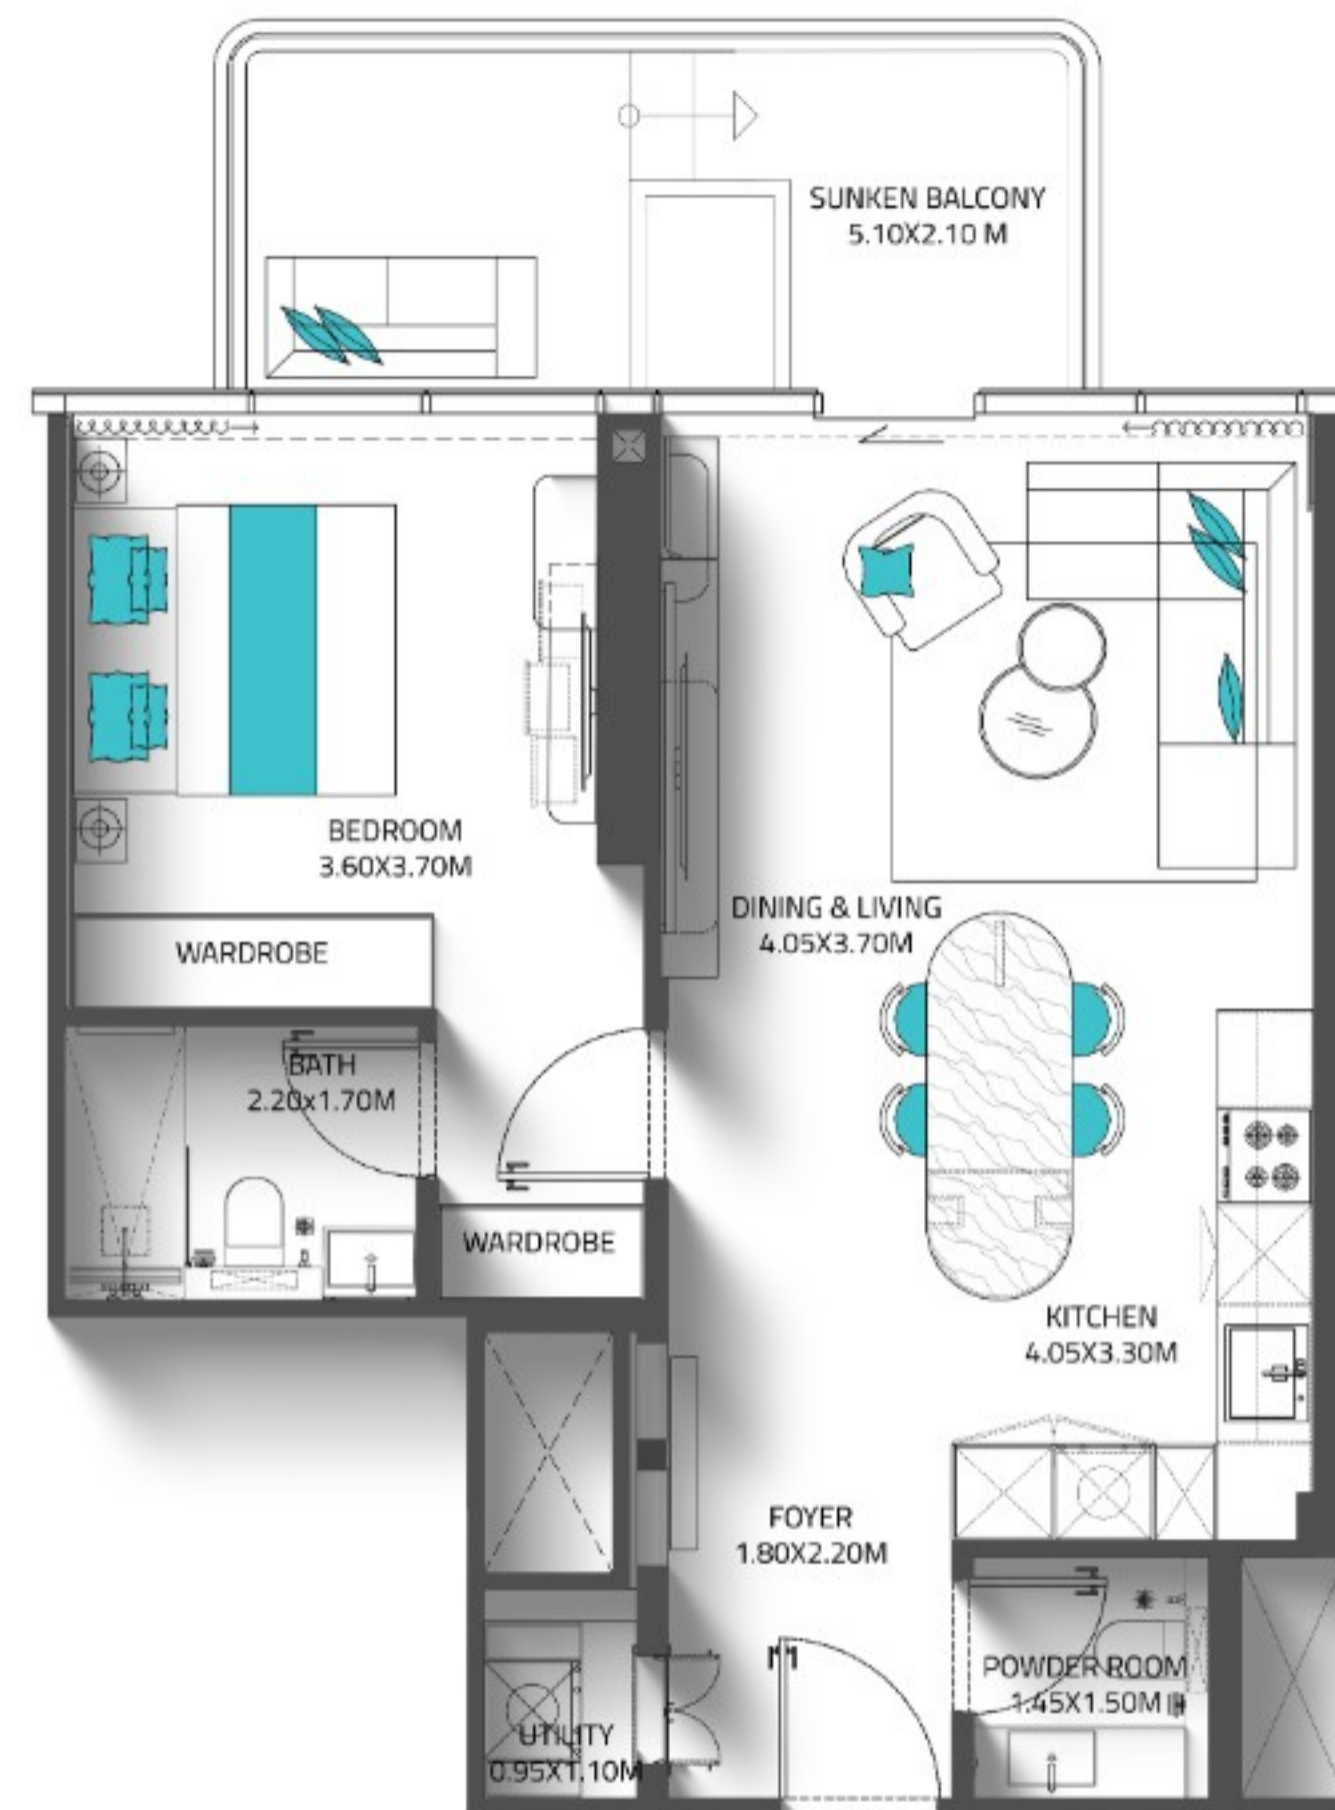 SUNKEN BALCONY
5.10X2.10 M
BEDROOM
3.60X3.70M
WARDROBE
DINING & LIVING
4.05X3.70M
BATH
2.20x1.70M
WARDROBE
KITCHEN
4.05X3.30M
FOYER
1.80X2.20M
POWDER ROOM
1.45X1.50M
UTILITY
0.95X1.10M